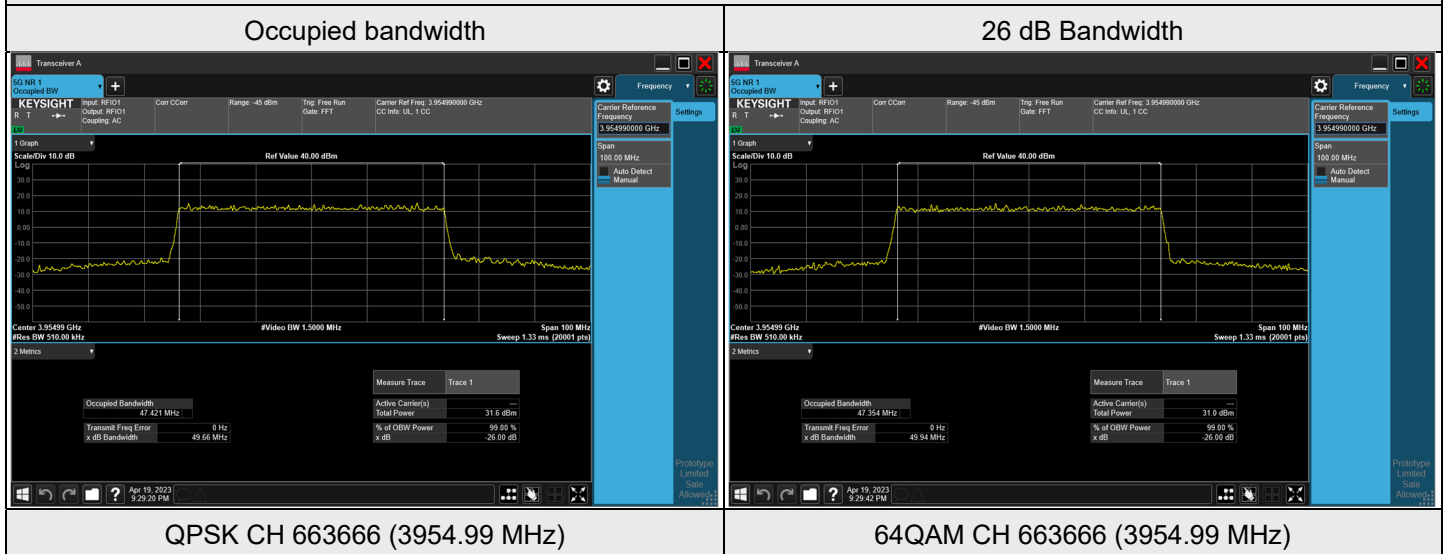 Occupied bandwidth
26 dB Bandwidth
Transceiver A
5G NR 1
Occupied BW
Frequency
KEYSIGHT
R T
LXI
Input: RFIO1
Output: RFIO1
Coupling: AC
Corr CCorr
Range: -45 dBm
Trig: Free Run
Gate: FFT
Carrier Ref Freq: 3.954990000 GHz
CC Info: UL, 1 CC
Carrier Reference
Frequency
3.954990000 GHz
Settings
Span
100.00 MHz
Auto Detect
Manual
1 Graph
Scale/Div 10.0 dB
Ref Value 40.00 dBm
Log
30.0
20.0
10.0
0.00
-10.0
-20.0
-30.0
-40.0
-50.0
Center 3.95499 GHz
#Video BW 1.5000 MHz
Span 100 MHz
#Res BW 510.00 kHz
Sweep 1.33 ms (20001 pts)
2 Metrics
Measure Trace Trace 1
Occupied Bandwidth
47.421 MHz
Active Carrier(s) ---
Total Power 31.6 dBm
Transmit Freq Error 0 Hz
x dB Bandwidth 49.66 MHz
% of OBW Power 99.00 %
x dB -26.00 dB
Prototype
Limited
Sale
Allowed
?
Apr 19, 2023
9:29:20 PM
Transceiver A
5G NR 1
Occupied BW
Frequency
KEYSIGHT
R T
LXI
Input: RFIO1
Output: RFIO1
Coupling: AC
Corr CCorr
Range: -45 dBm
Trig: Free Run
Gate: FFT
Carrier Ref Freq: 3.954990000 GHz
CC Info: UL, 1 CC
Carrier Reference
Frequency
3.954990000 GHz
Settings
Span
100.00 MHz
Auto Detect
Manual
1 Graph
Scale/Div 10.0 dB
Ref Value 40.00 dBm
Log
30.0
20.0
10.0
0.00
-10.0
-20.0
-30.0
-40.0
-50.0
Center 3.95499 GHz
#Video BW 1.5000 MHz
Span 100 MHz
#Res BW 510.00 kHz
Sweep 1.33 ms (20001 pts)
2 Metrics
Measure Trace Trace 1
Occupied Bandwidth
47.354 MHz
Active Carrier(s) ---
Total Power 31.0 dBm
Transmit Freq Error 0 Hz
x dB Bandwidth 49.94 MHz
% of OBW Power 99.00 %
x dB -26.00 dB
Prototype
Limited
Sale
Allowed
?
Apr 19, 2023
9:29:42 PM
QPSK CH 663666 (3954.99 MHz)
64QAM CH 663666 (3954.99 MHz)